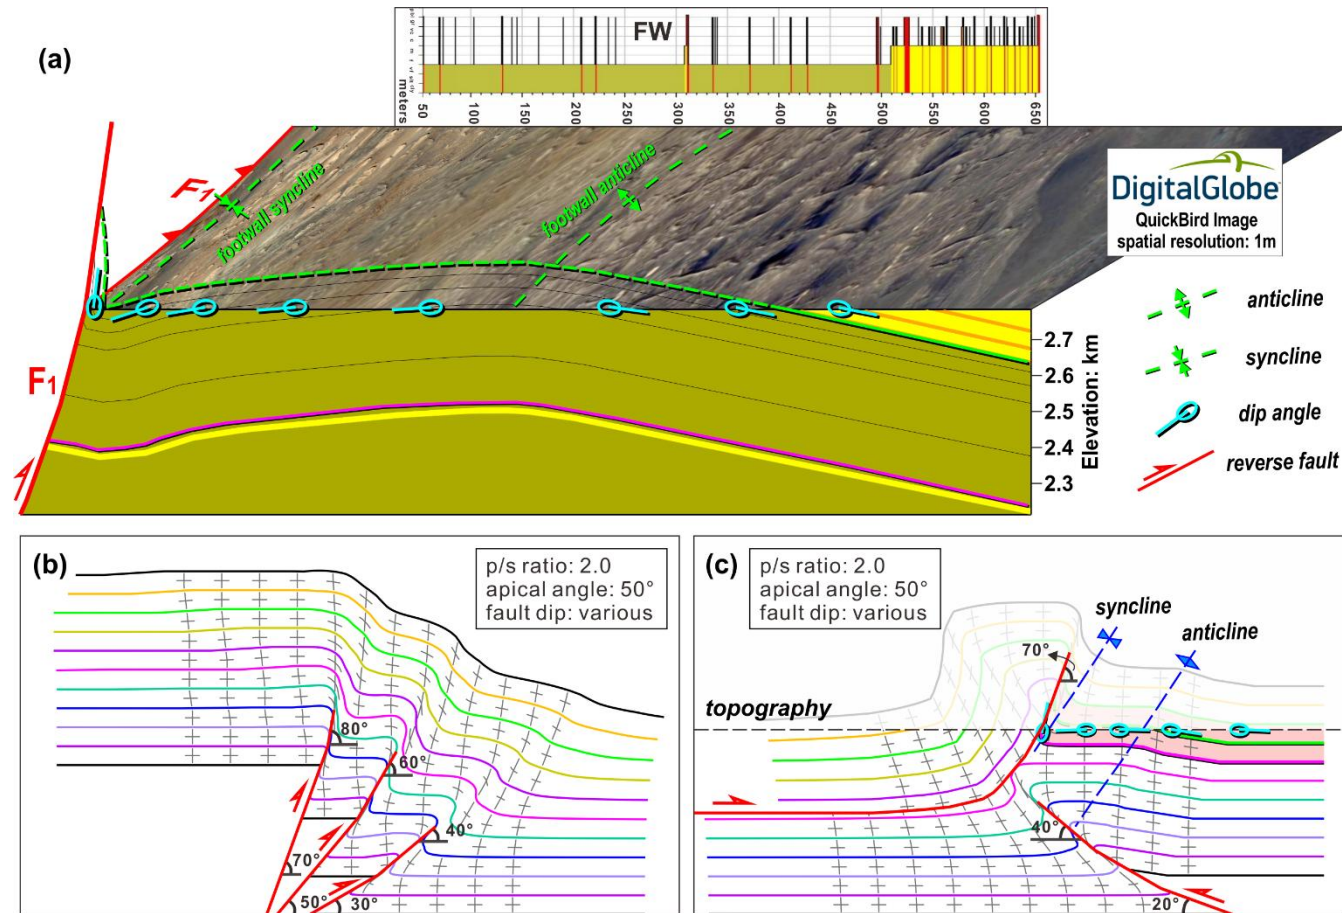 (a)
FW
meters
50
100
150
200
250
300
350
400
450
500
550
600
650
F₁
footwall syncline
footwall anticline
DigitalGlobe
QuickBird Image
spatial resolution: 1m
anticline
syncline
dip angle
reverse fault
F₁
2.7
2.6
2.5
2.4
2.3
Elevation: km
(b)
p/s ratio: 2.0
apical angle: 50°
fault dip: various
80°
60°
40°
70°
50°
30°
(c)
p/s ratio: 2.0
apical angle: 50°
fault dip: various
syncline
anticline
70°
topography
40°
20°